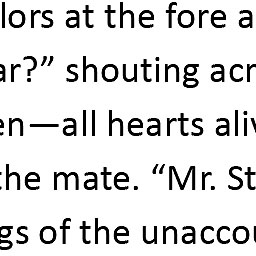 lors at the fore a
ar?” shouting acr
en—all hearts aliv
the mate. “Mr. St
gs of the unaccou